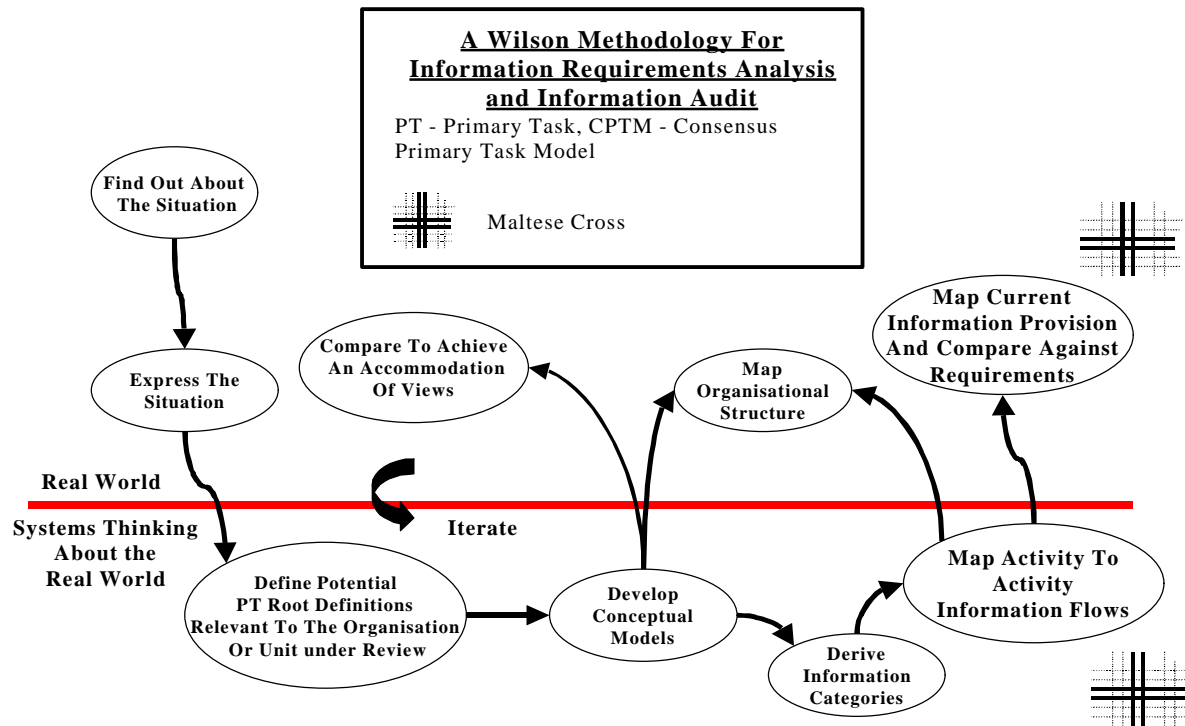 A Wilson Methodology For
Information Requirements Analysis
and Information Audit
PT - Primary Task, CPTM - Consensus
Primary Task Model
Maltese Cross
Find Out About
The Situation
Express The
Situation
Compare To Achieve
An Accommodation
Of Views
Map
Organisational
Structure
Map Current
Information Provision
And Compare Against
Requirements
Real World
Systems Thinking
About the
Real World
Iterate
Define Potential
PT Root Definitions
Relevant To The Organisation
Or Unit under Review
Develop
Conceptual
Models
Derive
Information
Categories
Map Activity To
Activity
Information Flows